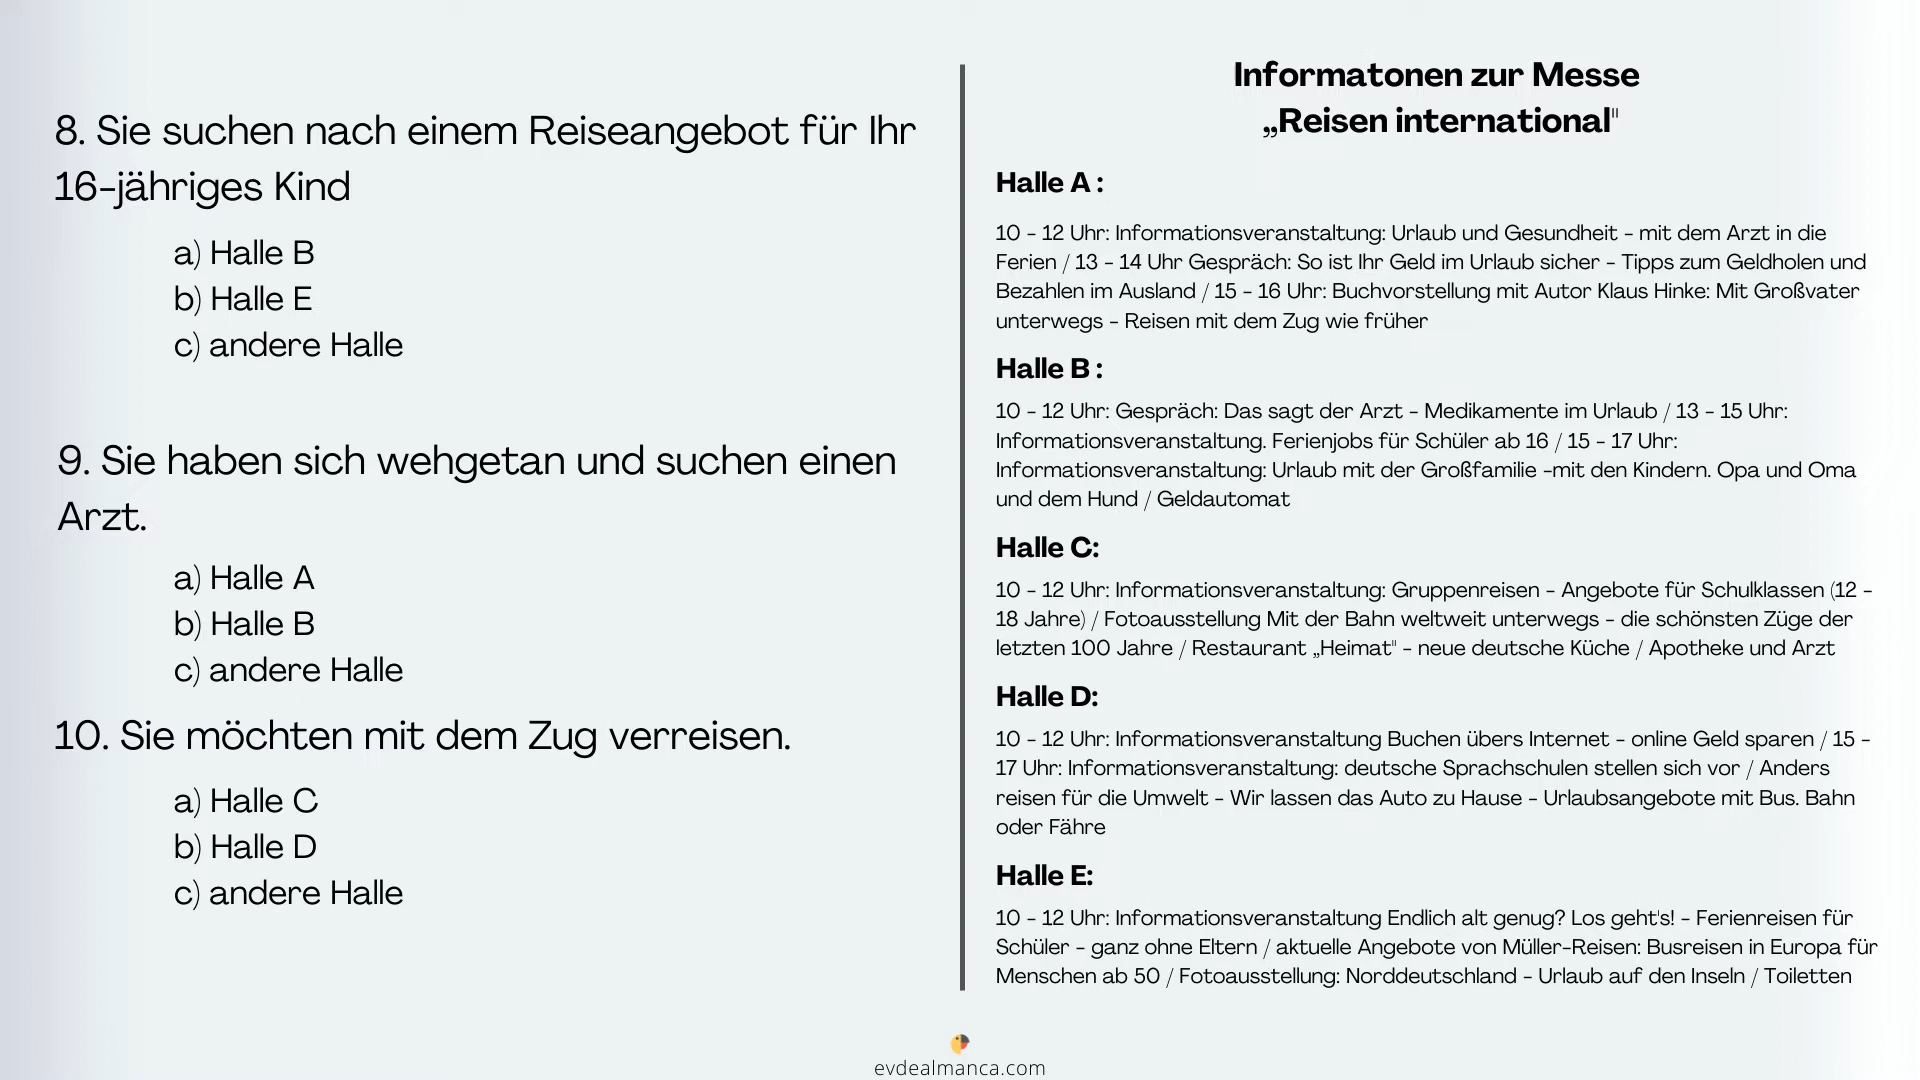 8. Sie suchen nach einem Reiseangebot für Ihr
16-jähriges Kind
a) Halle B
b) Halle E
c) andere Halle
9. Sie haben sich wehgetan und suchen einen
Arzt.
a) Halle A
b) Halle B
c) andere Halle
10. Sie möchten mit dem Zug verreisen.
a) Halle C
b) Halle D
c) andere Halle
Informatonen zur Messe
„Reisen international"
Halle A :
10 - 12 Uhr: Informationsveranstaltung: Urlaub und Gesundheit - mit dem Arzt in die
Ferien / 13 - 14 Uhr Gespräch: So ist Ihr Geld im Urlaub sicher - Tipps zum Geldholen und
Bezahlen im Ausland / 15 - 16 Uhr: Buchvorstellung mit Autor Klaus Hinke: Mit Großvater
unterwegs - Reisen mit dem Zug wie früher
Halle B :
10 - 12 Uhr: Gespräch: Das sagt der Arzt - Medikamente im Urlaub / 13 - 15 Uhr:
Informationsveranstaltung. Ferienjobs für Schüler ab 16 / 15 - 17 Uhr:
Informationsveranstaltung: Urlaub mit der Großfamilie -mit den Kindern. Opa und Oma
und dem Hund / Geldautomat
Halle C:
10 - 12 Uhr: Informationsveranstaltung: Gruppenreisen - Angebote für Schulklassen (12 -
18 Jahre) / Fotoausstellung Mit der Bahn weltweit unterwegs - die schönsten Züge der
letzten 100 Jahre / Restaurant „Heimat" - neue deutsche Küche / Apotheke und Arzt
Halle D:
10 - 12 Uhr: Informationsveranstaltung Buchen übers Internet - online Geld sparen / 15 -
17 Uhr: Informationsveranstaltung: deutsche Sprachschulen stellen sich vor / Anders
reisen für die Umwelt - Wir lassen das Auto zu Hause - Urlaubsangebote mit Bus. Bahn
oder Fähre
Halle E:
10 - 12 Uhr: Informationsveranstaltung Endlich alt genug? Los geht's! - Ferienreisen für
Schüler - ganz ohne Eltern / aktuelle Angebote von Müller-Reisen: Busreisen in Europa für
Menschen ab 50 / Fotoausstellung: Norddeutschland - Urlaub auf den Inseln / Toiletten
evdealmanca.com